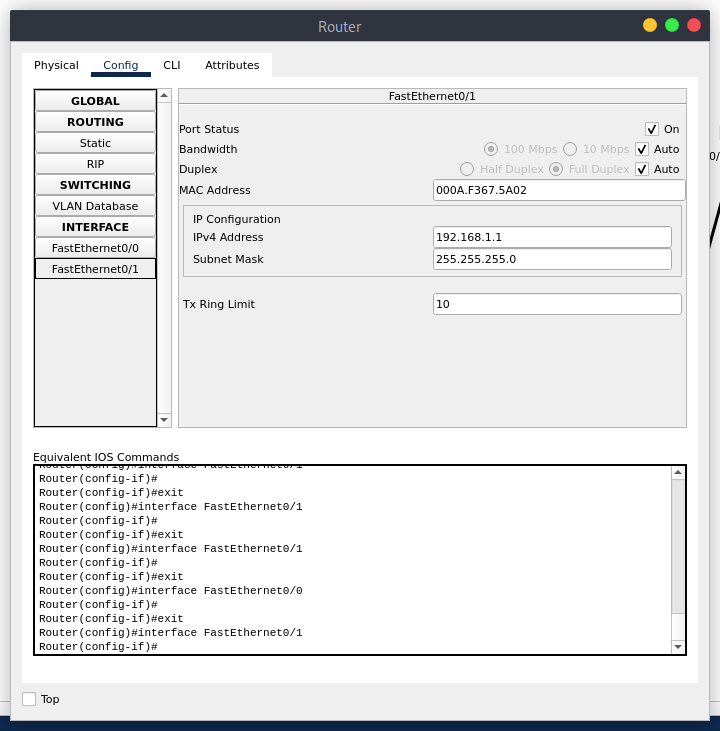 Router
Physical Config CLI Attributes
GLOBAL
ROUTING
Static
RIP
SWITCHING
VLAN Database
INTERFACE
FastEthernet0/0
FastEthernet0/1
FastEthernet0/1
Port Status On
Bandwidth 100 Mbps 10 Mbps Auto
Duplex Half Duplex Full Duplex Auto
MAC Address 000A.F367.5A02
IP Configuration
IPv4 Address 192.168.1.1
Subnet Mask 255.255.255.0
Tx Ring Limit 10
Equivalent IOS Commands
Router(config)#interface FastEthernet0/1
Router(config-if)#
Router(config-if)#exit
Router(config)#interface FastEthernet0/1
Router(config-if)#
Router(config-if)#exit
Router(config)#interface FastEthernet0/1
Router(config-if)#
Router(config-if)#exit
Router(config)#interface FastEthernet0/0
Router(config-if)#
Router(config-if)#exit
Router(config)#interface FastEthernet0/1
Router(config-if)#
Top
0/